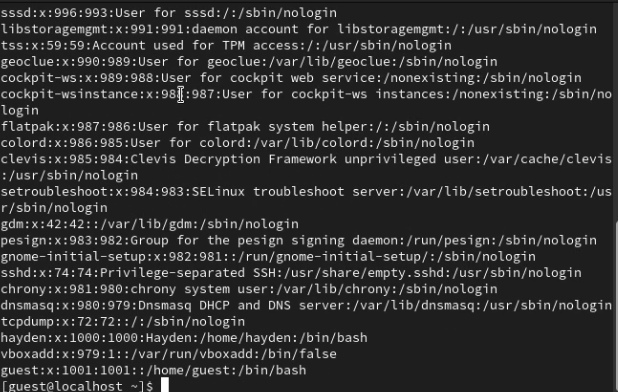 sssd:x:996:993:User for sssd:/:/sbin/nologin
libstoragemgmt:x:991:991:daemon account for libstoragemgmt:/:/usr/sbin/nologin
tss:x:59:59:Account used for TPM access:/:/usr/sbin/nologin
geoclue:x:990:989:User for geoclue:/var/lib/geoclue:/sbin/nologin
cockpit-ws:x:989:988:User for cockpit web service:/nonexisting:/sbin/nologin
cockpit-wsinstance:x:988:987:User for cockpit-ws instances:/nonexisting:/sbin/no
login
flatpak:x:987:986:User for flatpak system helper:/:/sbin/nologin
colord:x:986:985:User for colord:/var/lib/colord:/sbin/nologin
clevis:x:985:984:Clevis Decryption Framework unprivileged user:/var/cache/clevis
:/usr/sbin/nologin
setroubleshoot:x:984:983:SELinux troubleshoot server:/var/lib/setroubleshoot:/us
r/sbin/nologin
gdm:x:42:42::/var/lib/gdm:/sbin/nologin
pesign:x:983:982:Group for the pesign signing daemon:/run/pesign:/sbin/nologin
gnome-initial-setup:x:982:981::/run/gnome-initial-setup/:/sbin/nologin
sshd:x:74:74:Privilege-separated SSH:/usr/share/empty.sshd:/usr/sbin/nologin
chrony:x:981:980:chrony system user:/var/lib/chrony:/sbin/nologin
dnsmasq:x:980:979:Dnsmasq DHCP and DNS server:/var/lib/dnsmasq:/usr/sbin/nologin
tcpdump:x:72:72::/:/sbin/nologin
hayden:x:1000:1000:Hayden:/home/hayden:/bin/bash
vboxadd:x:979:1::/var/run/vboxadd:/bin/false
guest:x:1001:1001::/home/guest:/bin/bash
[guest@localhost ~]$